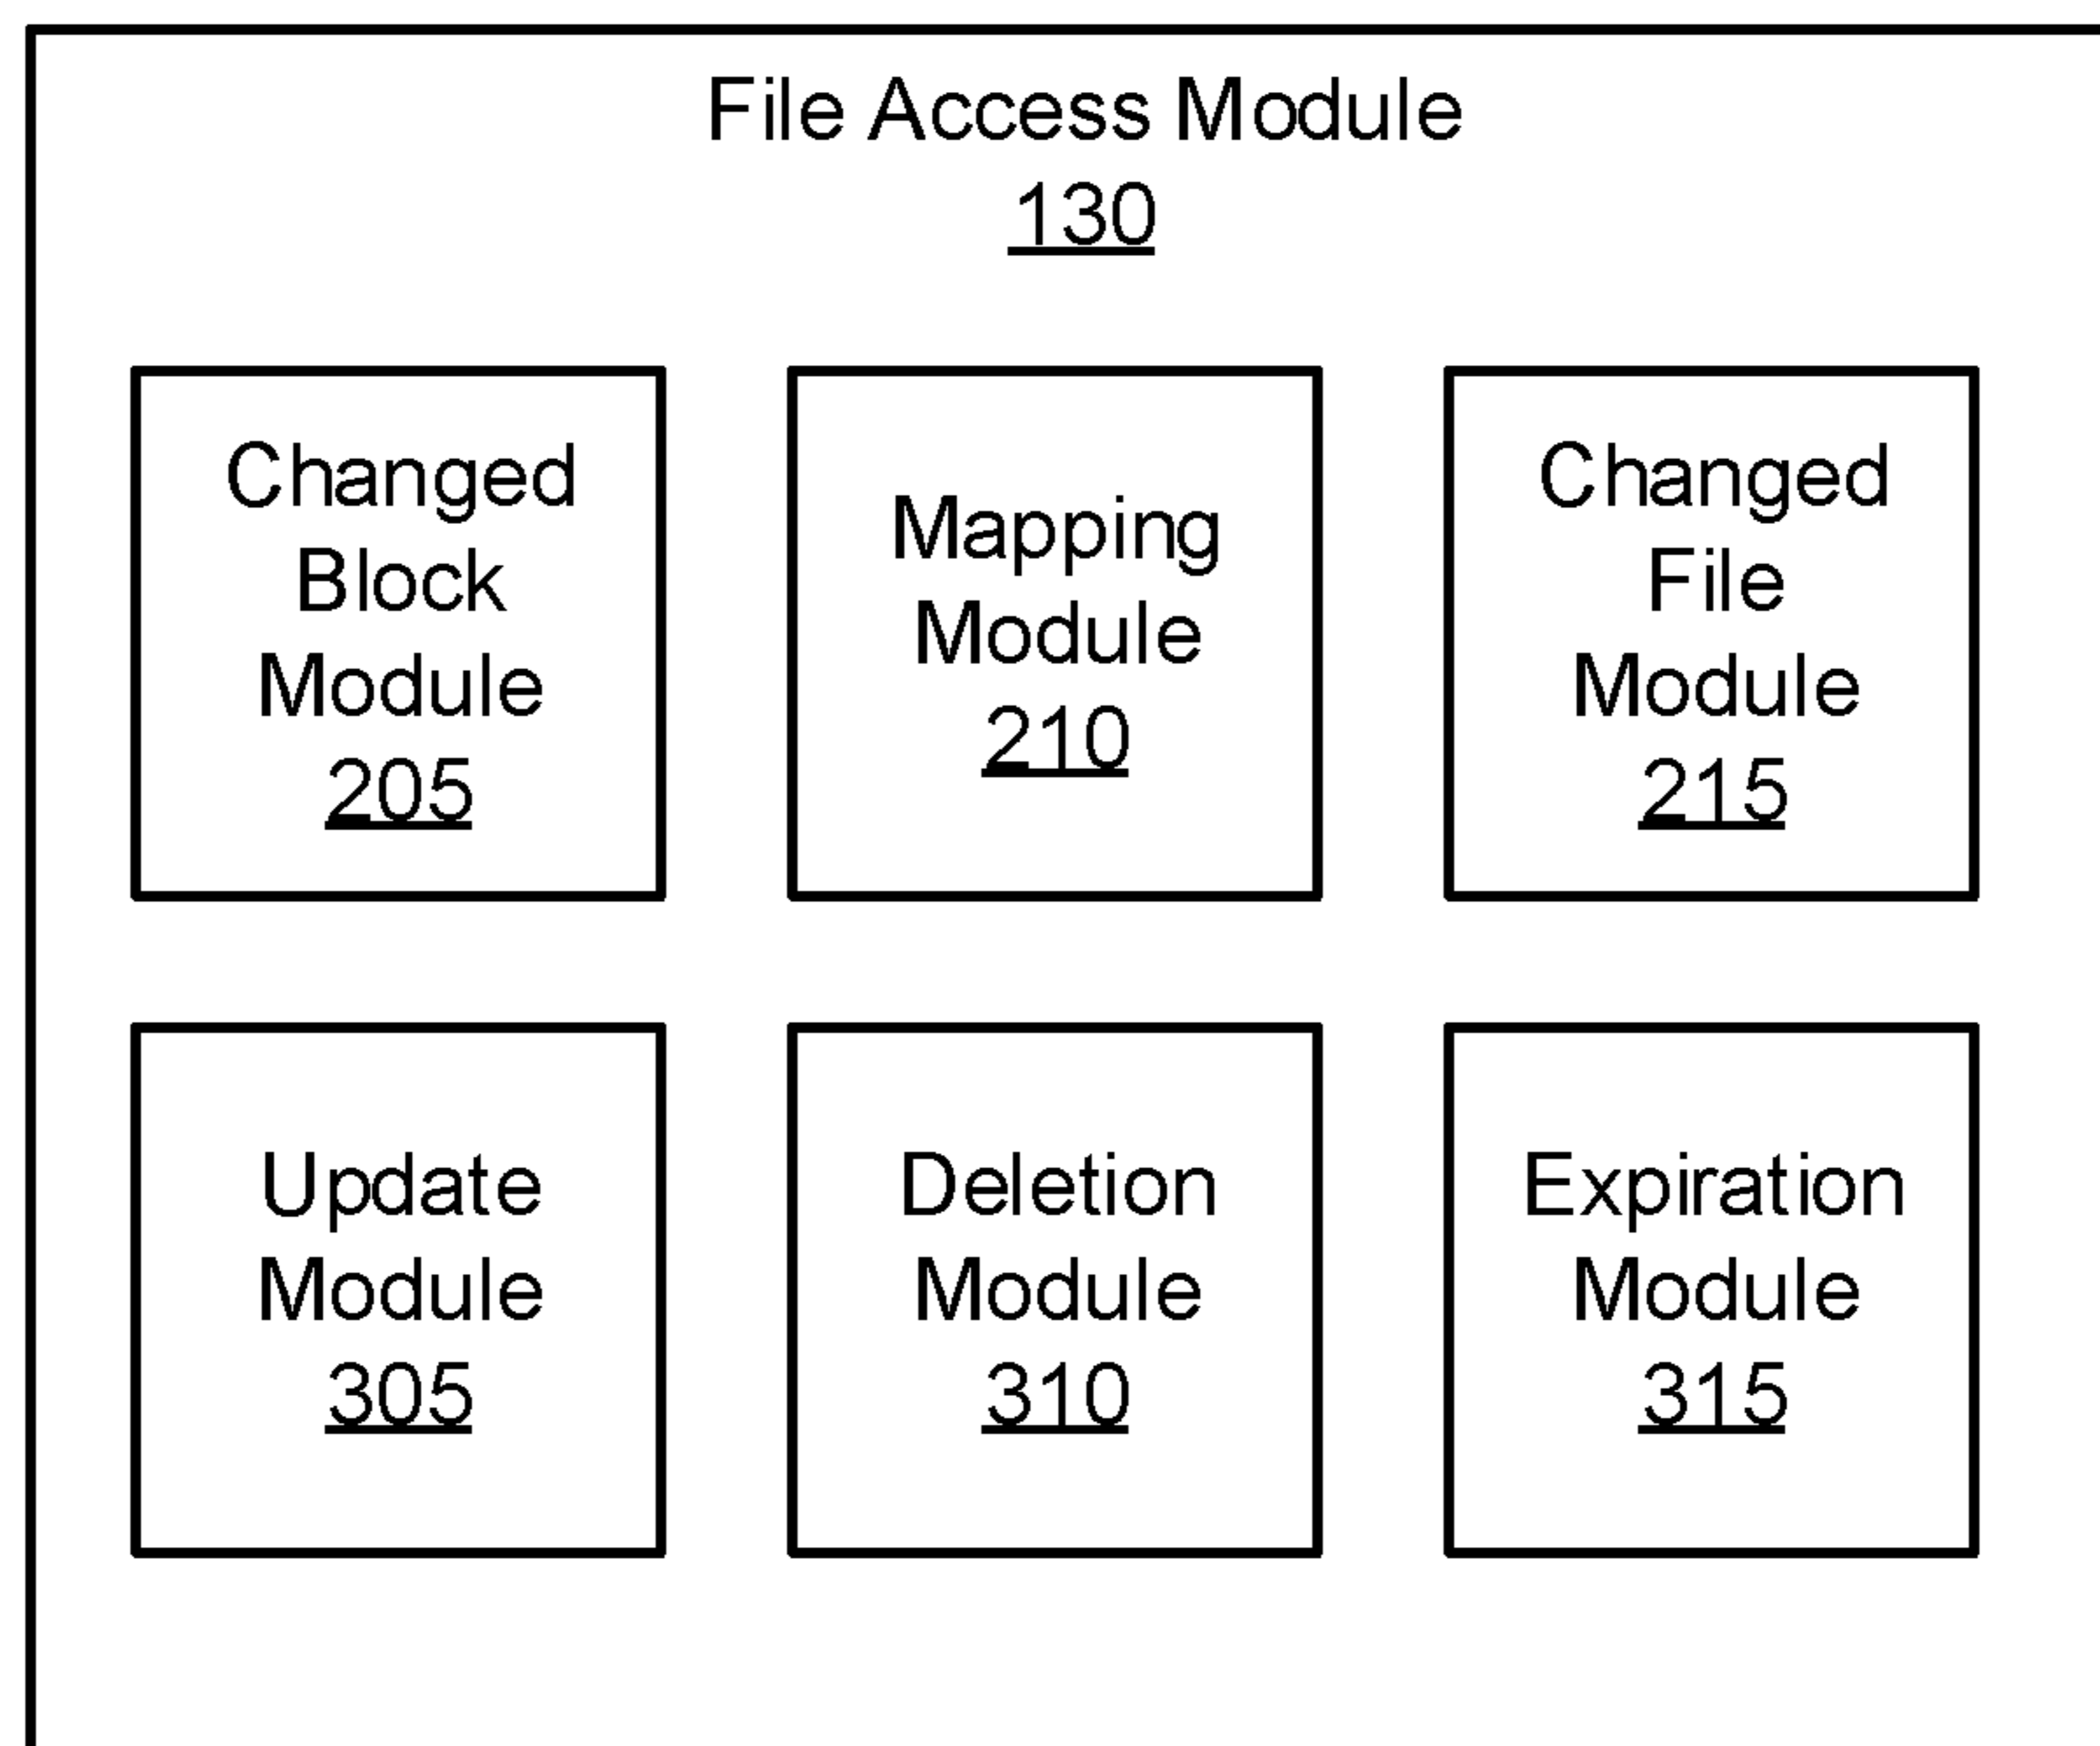 File Access Module
130
Changed
Block
Module
205
Mapping
Module
210
Changed
File
Module
215
Update
Module
305
Deletion
Module
310
Expiration
Module
315